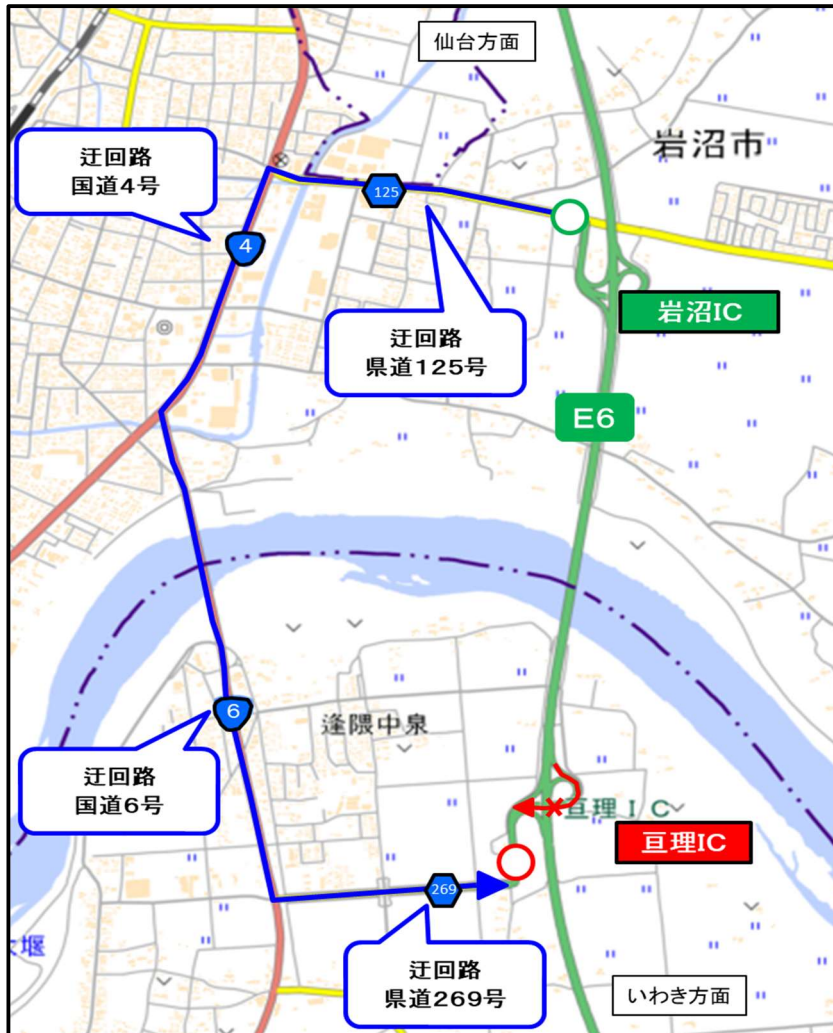 仙台方面
岩沼市
迂回路
国道4号
125
4
岩沼IC
迂回路
県道125号
E6
6
逢隈中泉
迂回路
国道6号
亘理IC
亘理IC
269
迂回路
県道269号
大堰
いわき方面